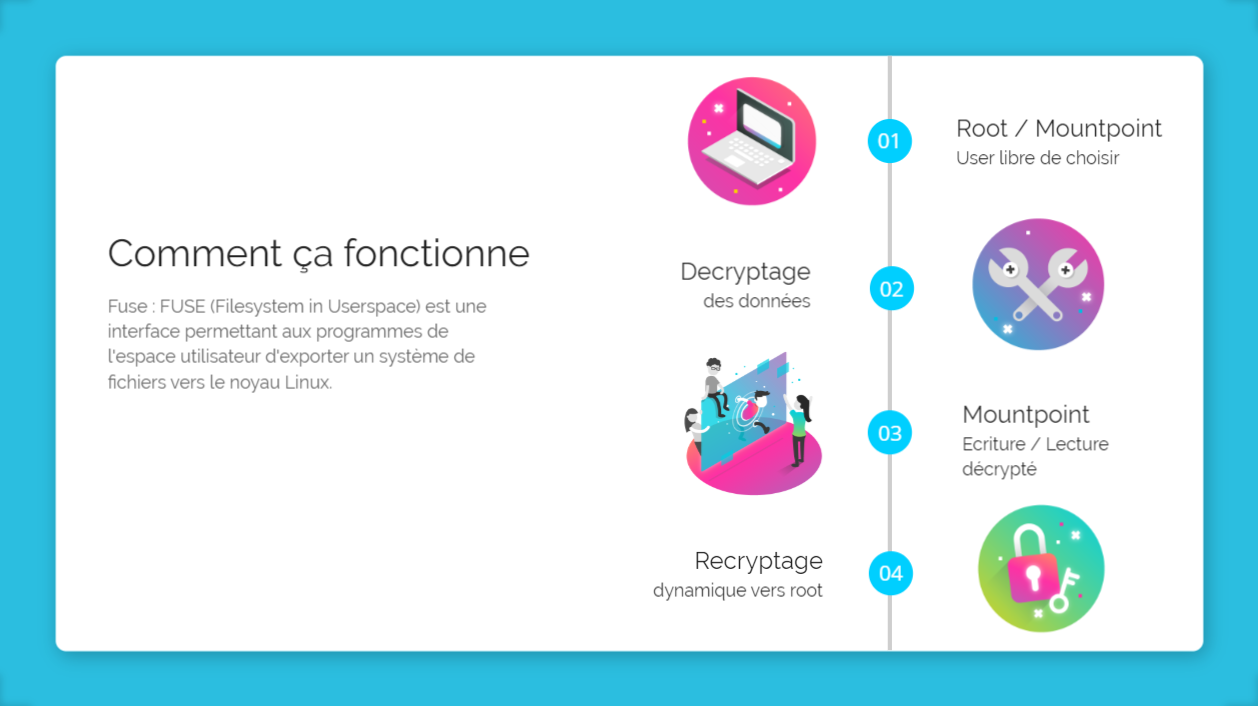 Comment ça fonctionne
Fuse : FUSE (Filesystem in Userspace) est une
interface permettant aux programmes de
l'espace utilisateur d'exporter un système de
fichiers vers le noyau Linux.
01
Root / Mountpoint
User libre de choisir
Decryptage
des données
02
03
Mountpoint
Ecriture / Lecture
décrypté
Recryptage
dynamique vers root
04